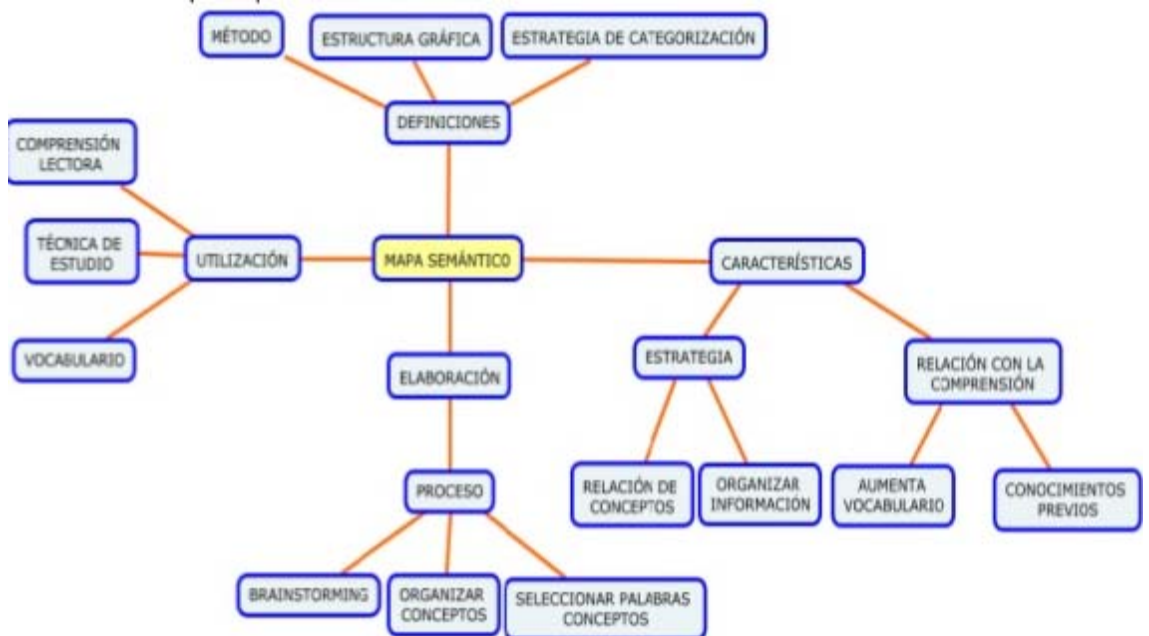 MÉTODO
ESTRUCTURA GRÁFICA
ESTRATEGIA DE CATEGORIZACIÓN
DEFINICIONES
COMPRENSIÓN
LECTORA
TÉCNICA DE
ESTUDIO
UTILIZACIÓN
VOCABULARIO
MAPA SEMÁNTICO
CARACTERÍSTICAS
ESTRATEGIA
RELACIÓN CON LA
COMPRENSIÓN
RELACIÓN DE
CONCEPTOS
ORGANIZAR
INFORMACIÓN
AUMENTA
VOCABULARIO
CONOCIMIENTOS
PREVIOS
ELABORACIÓN
PROCESO
BRAINSTORMING
ORGANIZAR
CONCEPTOS
SELECCIONAR PALABRAS
CONCEPTOS